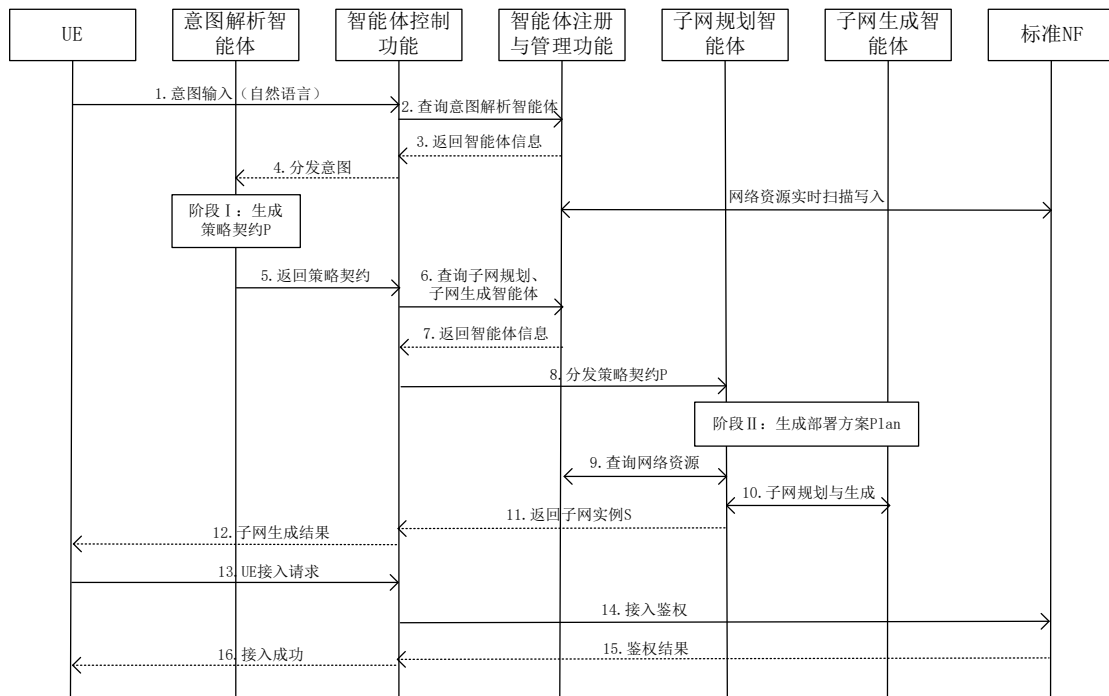 UE
意图解析智
能体
智能体控制
功能
智能体注册
与管理功能
子网规划智
能体
子网生成智
能体
标准NF
1.意图输入（自然语言）
2.查询意图解析智能体
3.返回智能体信息
4.分发意图
网络资源实时扫描写入
阶段Ⅰ：生成
策略契约P
5.返回策略契约
6.查询子网规划、
子网生成智能体
7.返回智能体信息
8.分发策略契约P
阶段Ⅱ：生成部署方案Plan
9.查询网络资源
10.子网规划与生成
11.返回子网实例S
12.子网生成结果
13.UE接入请求
14.接入鉴权
15.鉴权结果
16.接入成功